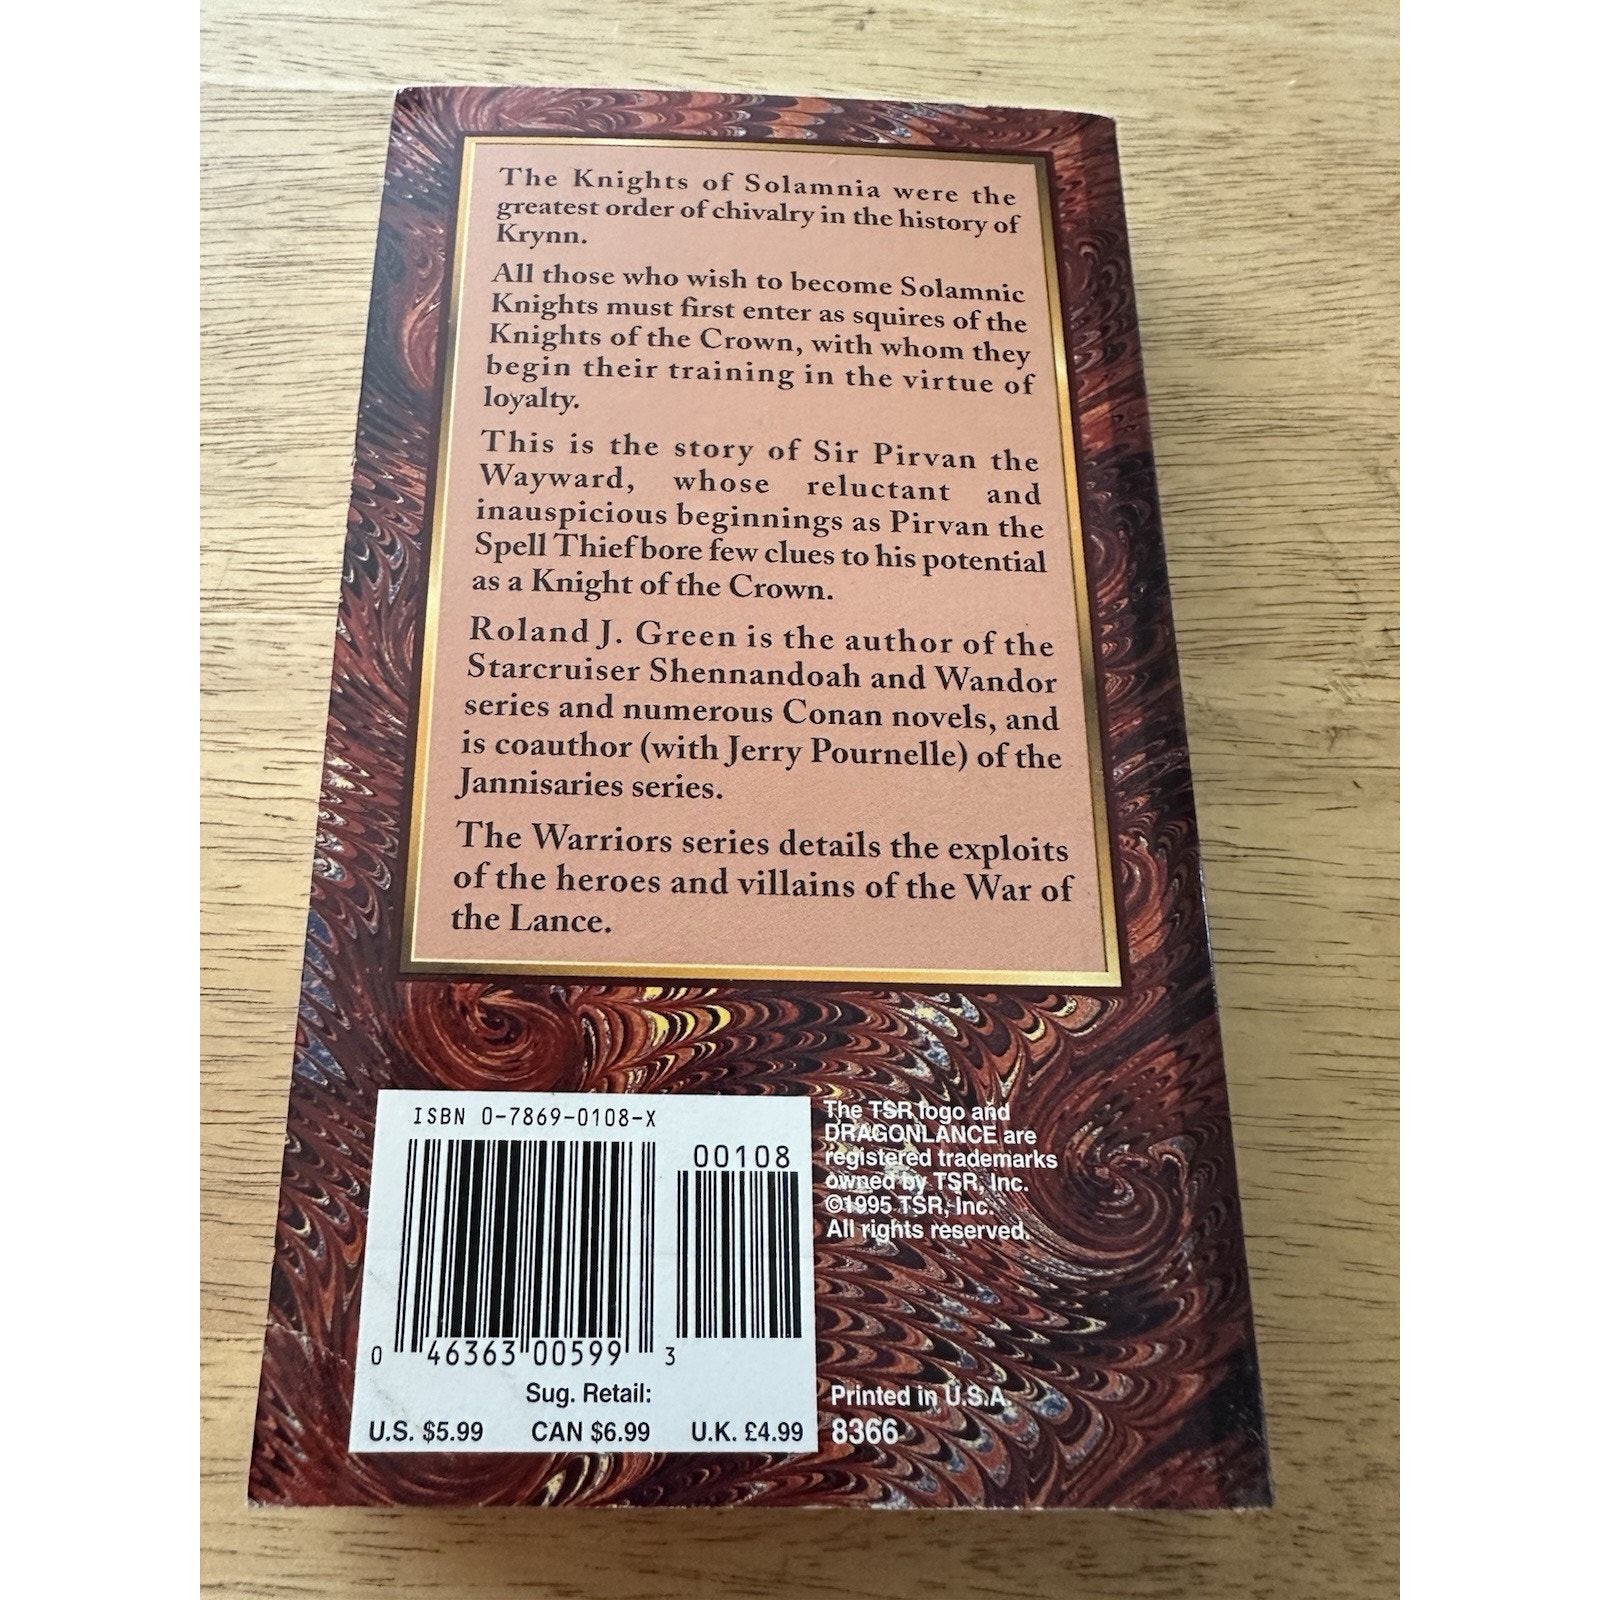 The Knights of Solamnia were the
greatest order of chivalry in the history of
Krynn.
All those who wish to become Solamnic
Knights must first enter as squires of the
Knights of the Crown, with whom they
begin their training in the virtue of
loyalty.
This is the story of Sir Pirvan the
Wayward, whose reluctant and
inauspicious beginnings as Pirvan the
Spell Thief bore few clues to his potential
as a Knight of the Crown.
Roland J. Green is the author of the
Starcruiser Shennandoah and Wandor
series and numerous Conan novels, and
is coauthor (with Jerry Pournelle) of the
Jannisaries series.
The Warriors series details the exploits
of the heroes and villains of the War of
the Lance.
ISBN 0-7869-0108-X
00108
0 46363 00599 3
Sug. Retail:
U.S. $5.99 CAN $6.99 U.K. £4.99
The TSR logo and
DRAGONLANCE are
registered trademarks
owned by TSR, Inc.
©1995 TSR, Inc.
All rights reserved.
Printed in U.S.A.
8366